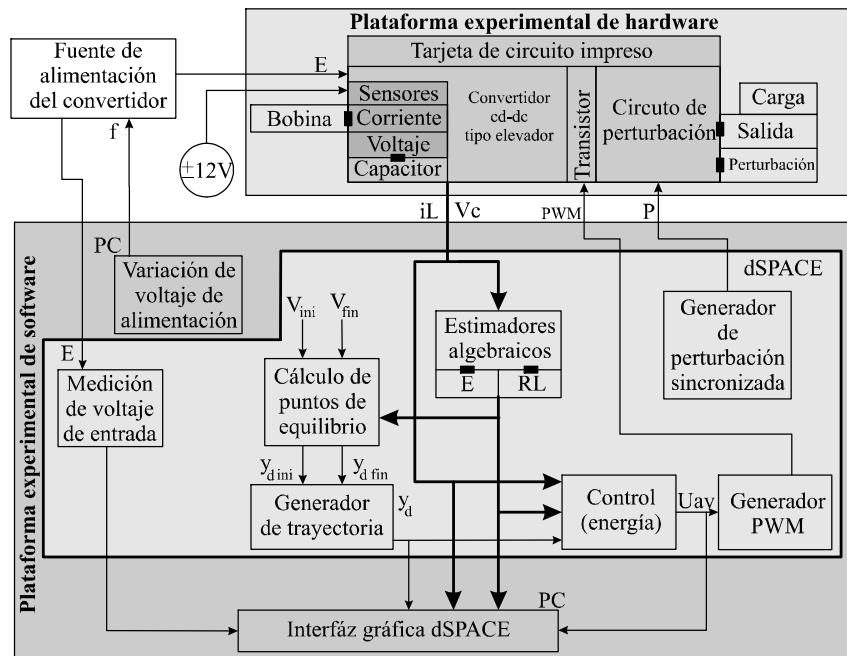 Plataforma experimental de hardware
Fuente de
alimentación
del convertidor
E
f
±12V
Tarjeta de circuito impreso
Sensores
Corriente
Voltaje
Capacitor
Bobina
Convertidor
cd-dc
tipo elevador
Transistor
Circuto de
perturbación
Carga
Salida
Perturbación
iL
Vc
PWM
P
Plataforma experimental de software
PC
Variación de
voltaje de
alimentación
dSPACE
E
Medición
de voltaje
de entrada
Vini
Vfin
Cálculo de
puntos de
equilibrio
Estimadores
algebraicos
E
RL
Generador
de
perturbación
sincronizada
yd ini
yd fin
Generador
de trayectoria
yd
Control
(energía)
Uav
Generador
PWM
PC
Interfáz gráfica dSPACE